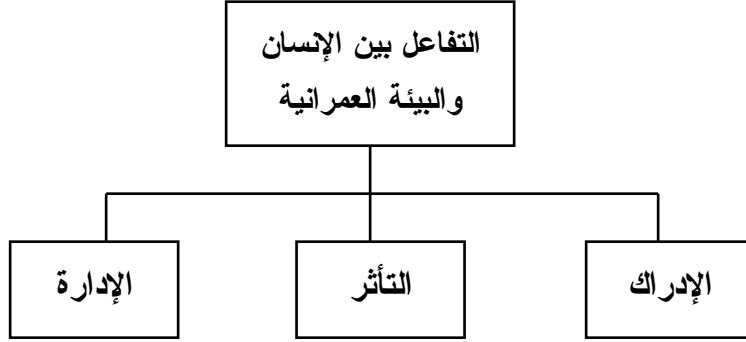 التفاعل بين الإنسان
والبيئة العمرانية
الإدراك
التأثر
الإدارة